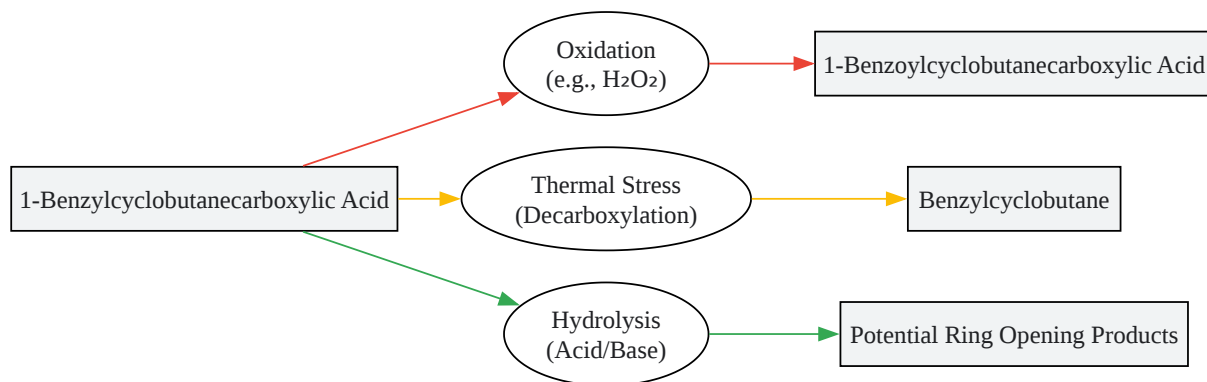 Oxidation
(e.g., H₂O₂)
1-Benzoylcyclobutanecarboxylic Acid
1-Benzylcyclobutanecarboxylic Acid
Thermal Stress
(Decarboxylation)
Benzylcyclobutane
Hydrolysis
(Acid/Base)
Potential Ring Opening Products